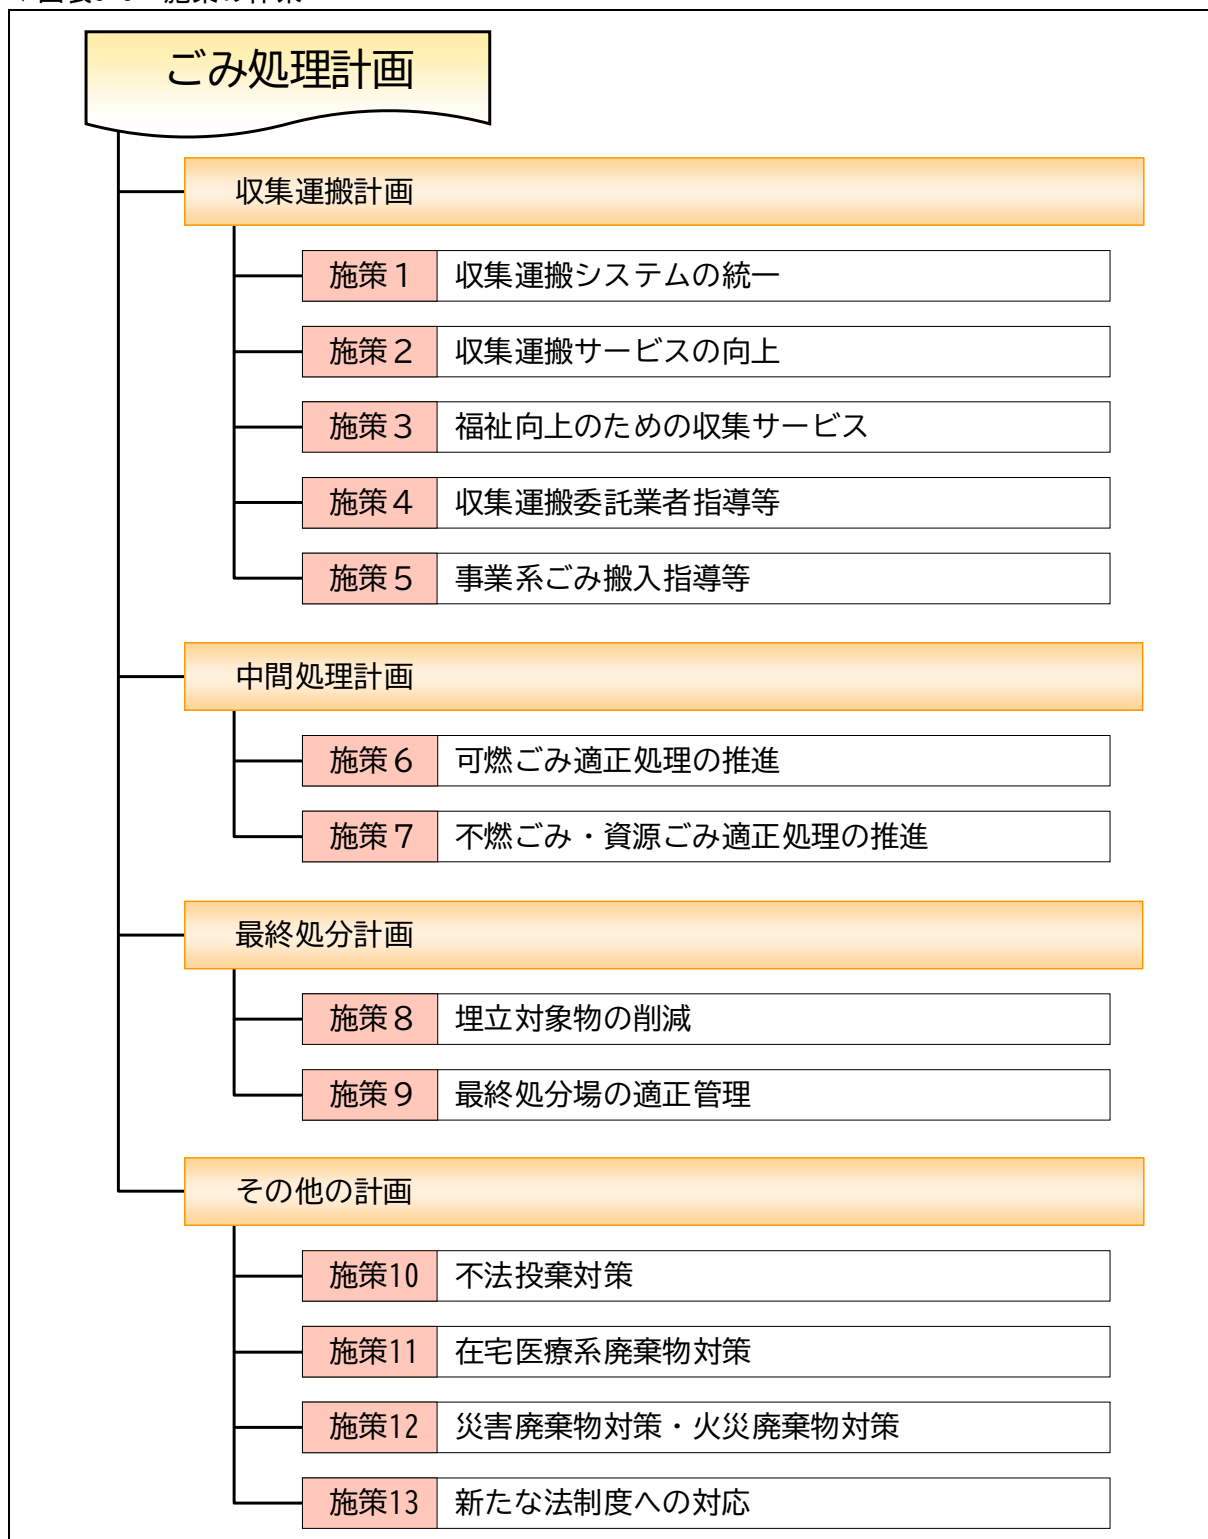 ごみ処理計画
収集運搬計画
施策1 収集運搬システムの統一
施策2 収集運搬サービスの向上
施策3 福祉向上のための収集サービス
施策4 収集運搬委託業者指導等
施策5 事業系ごみ搬入指導等
中間処理計画
施策6 可燃ごみ適正処理の推進
施策7 不燃ごみ・資源ごみ適正処理の推進
最終処分計画
施策8 埋立対象物の削減
施策9 最終処分場の適正管理
その他の計画
施策10 不法投棄対策
施策11 在宅医療系廃棄物対策
施策12 災害廃棄物対策・火災廃棄物対策
施策13 新たな法制度への対応